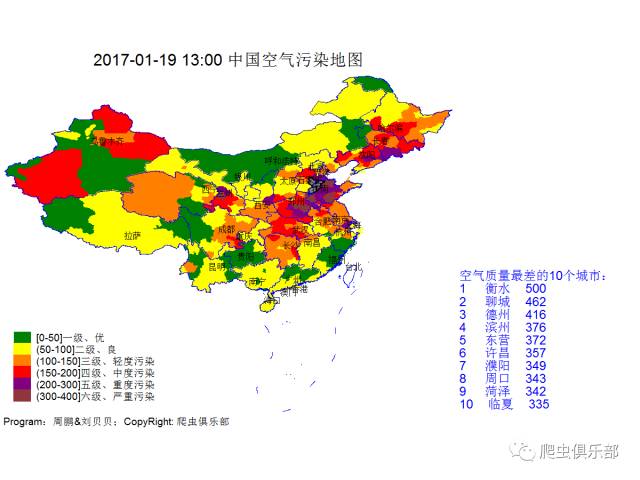 2017-01-19 13:00 中国空气污染地图
哈尔滨
长春
沈阳
乌鲁木齐
呼和浩特
北京
银川
太原
西宁
兰州
郑州
西安
合肥
南京
武汉
杭州
成都
重庆
拉萨
长沙
南昌
贵阳
福州
昆明
台北
南宁
广州
澳门
香港
海口
空气质量最差的10个城市:
1 衡水 500
2 聊城 462
3 德州 416
4 滨州 376
5 东营 372
6 许昌 357
7 濮阳 349
8 周口 343
9 菏泽 342
10 临夏 335
[0-50]一级、优
(50-100]二级、良
(100-150]三级、轻度污染
(150-200]四级、中度污染
(200-300]五级、重度污染
(300-400]六级、严重污染
Program: 周鹏&刘贝贝; CopyRight: 爬虫俱乐部
爬虫俱乐部